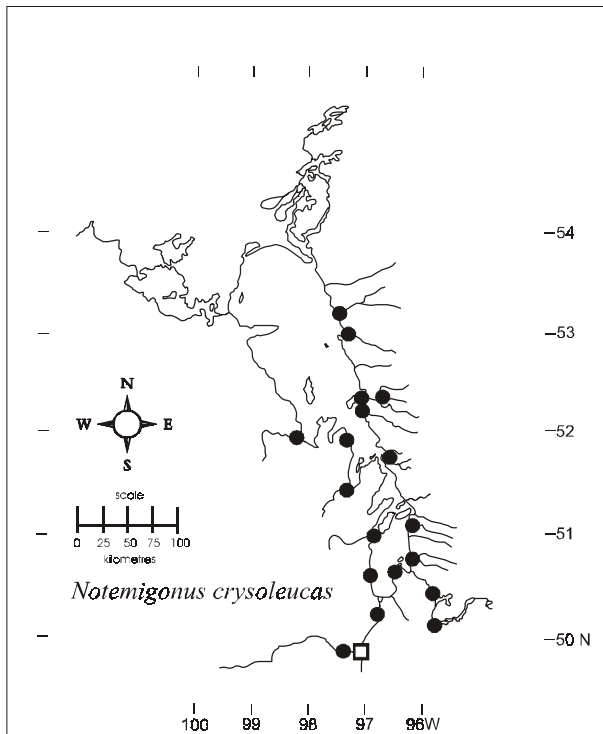 54
53
N
W E
52
S
scale
51
0 25 50 75 100
kilometres
Notemigonus crysoleucas
50 N
100 99 98 97 96W